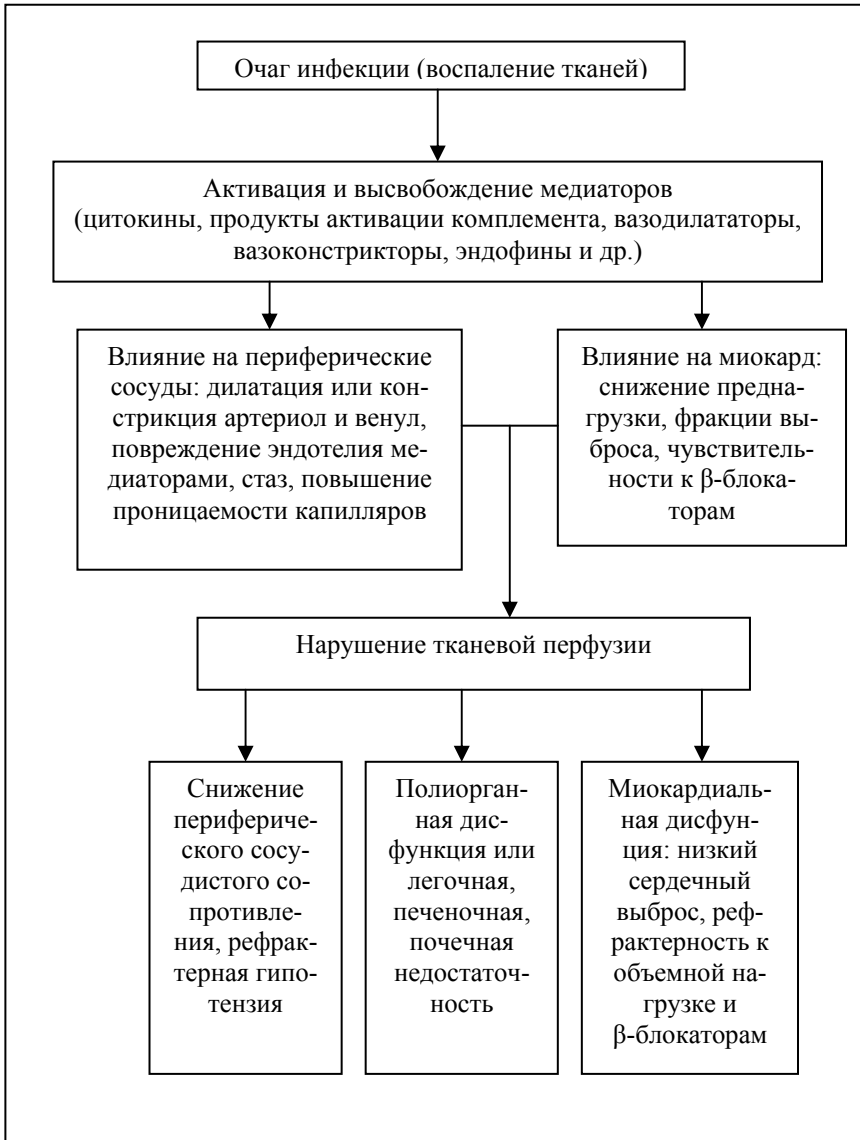 Очаг инфекции (воспаление тканей)
Активация и высвобождение медиаторов
(цитокины, продукты активации комплемента, вазодилататоры,
вазоконстрикторы, эндофины и др.)
Влияние на периферические
сосуды: дилатация или кон-
стрикция артериол и венул,
повреждение эндотелия ме-
диаторами, стаз, повышение
проницаемости капилляров
Влияние на миокард:
снижение предна-
грузки, фракции вы-
броса, чувствитель-
ности к β-блока-
торам
Нарушение тканевой перфузии
Снижение
перифериче-
ского сосу-
дистого со-
противле-
ния, рефрак-
терная гипо-
тензия
Полиорган-
ная дис-
функция или
легочная,
печеночная,
почечная
недостаточ-
ность
Миокардиаль-
ная дисфун-
ция: низкий
сердечный
выброс, реф-
рактерность к
объемной на-
грузке и
β-блокаторам